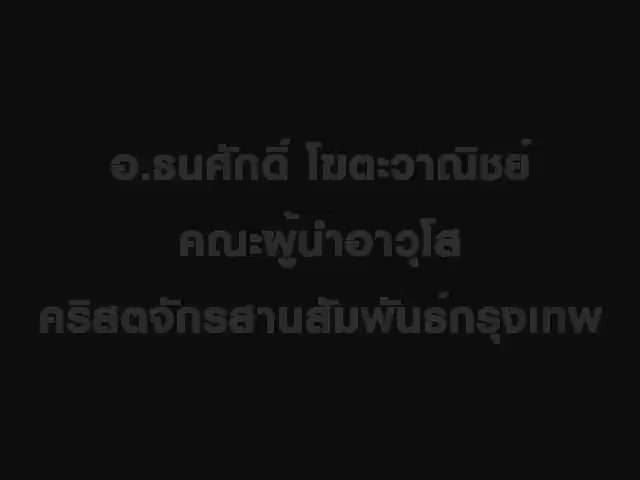 อ.ธนศักดิ์ โฆตะวาณิชย์
คณะผู้นำอาวุโส
คริสตจักรสานสัมพันธ์กรุงเทพ